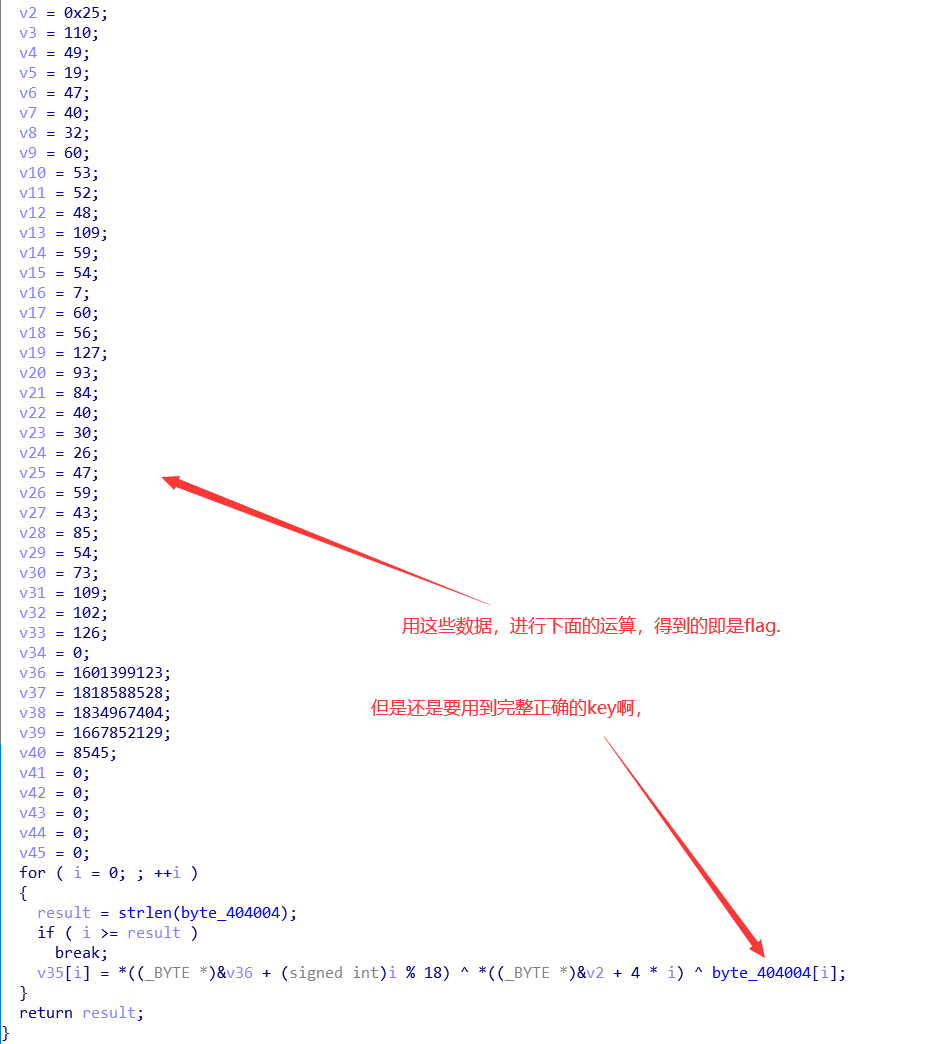 v2 = 0x25;
v3 = 110;
v4 = 49;
v5 = 19;
v6 = 47;
v7 = 40;
v8 = 32;
v9 = 60;
v10 = 53;
v11 = 52;
v12 = 48;
v13 = 109;
v14 = 59;
v15 = 54;
v16 = 7;
v17 = 60;
v18 = 56;
v19 = 127;
v20 = 93;
v21 = 84;
v22 = 40;
v23 = 30;
v24 = 26;
v25 = 47;
v26 = 59;
v27 = 43;
v28 = 85;
v29 = 54;
v30 = 73;
v31 = 109;
v32 = 102;
v33 = 126;
v34 = 0;
用这些数据，进行下面的运算，得到的即是flag.
v36 = 1601399123;
v37 = 1818588528;
v38 = 1834967404;
但是还是要用到完整正确的key啊，
v39 = 1667852129;
v40 = 8545;
v41 = 0;
v42 = 0;
v43 = 0;
v44 = 0;
v45 = 0;
for ( i = 0; ; ++i )
{
result = strlen(byte_404004);
if ( i >= result )
break;
v35[i] = *((_BYTE *)&v36 + (signed int)i % 18) ^ *((_BYTE *)&v2 + 4 * i) ^ byte_404004[i];
}
return result;
}